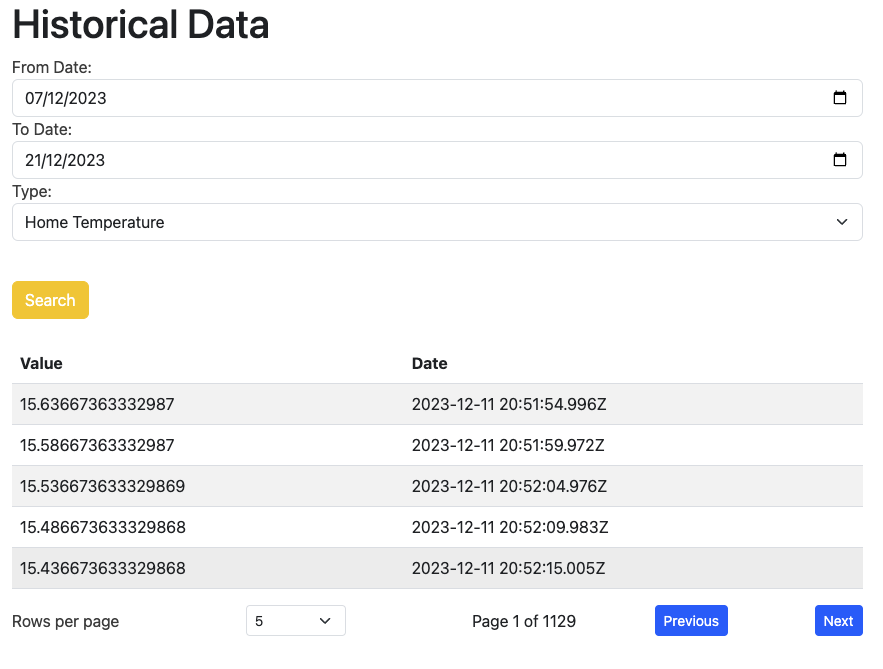 Historical Data
From Date:
07/12/2023
To Date:
21/12/2023
Type:
Home Temperature
Search
Value Date
15.63667363332987 2023-12-11 20:51:54.996Z
15.58667363332987 2023-12-11 20:51:59.972Z
15.536673633329869 2023-12-11 20:52:04.976Z
15.486673633329868 2023-12-11 20:52:09.983Z
15.436673633329868 2023-12-11 20:52:15.005Z
Rows per page 5 Page 1 of 1129 Previous Next